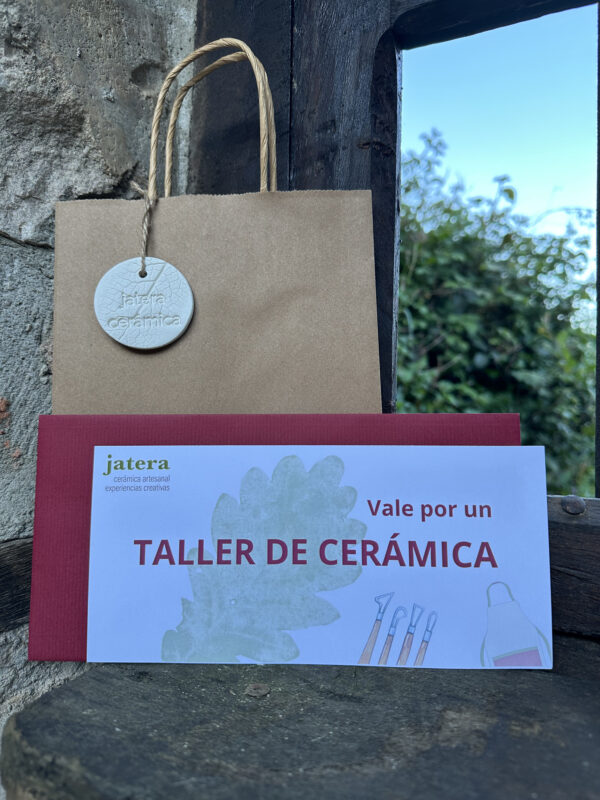 jatera
cerámica
jatera
cerámica artesanal
experiencias creativas
Vale por un
TALLER DE CERÁMICA